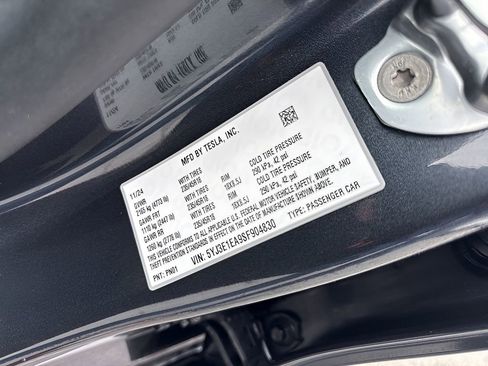 MFD BY TESLA, INC.
11/24
GVWR
2165 kg (4773 lb)
GAWR FRT
1110 kg (2447 lb)
GAWR RR
1260 kg (2778 lb)
WITH TIRES
235/45R18
WITH TIRES
235/45R18
RIM
18X8.5J
RIM
18X8.5J
COLD TIRE PRESSURE
290 kPa, 42 psi
COLD TIRE PRESSURE
290 kPa, 42 psi
THIS VEHICLE CONFORMS TO ALL APPLICABLE U.S. FEDERAL MOTOR VEHICLE SAFETY, BUMPER, AND
THEFT PREVENTION STANDARDS IN EFFECT ON THE DATE OF MANUFACTURE SHOWN ABOVE.
VIN: 5YJ3E1EA9SF904830 TYPE: PASSENGER CAR
PNT: PN01